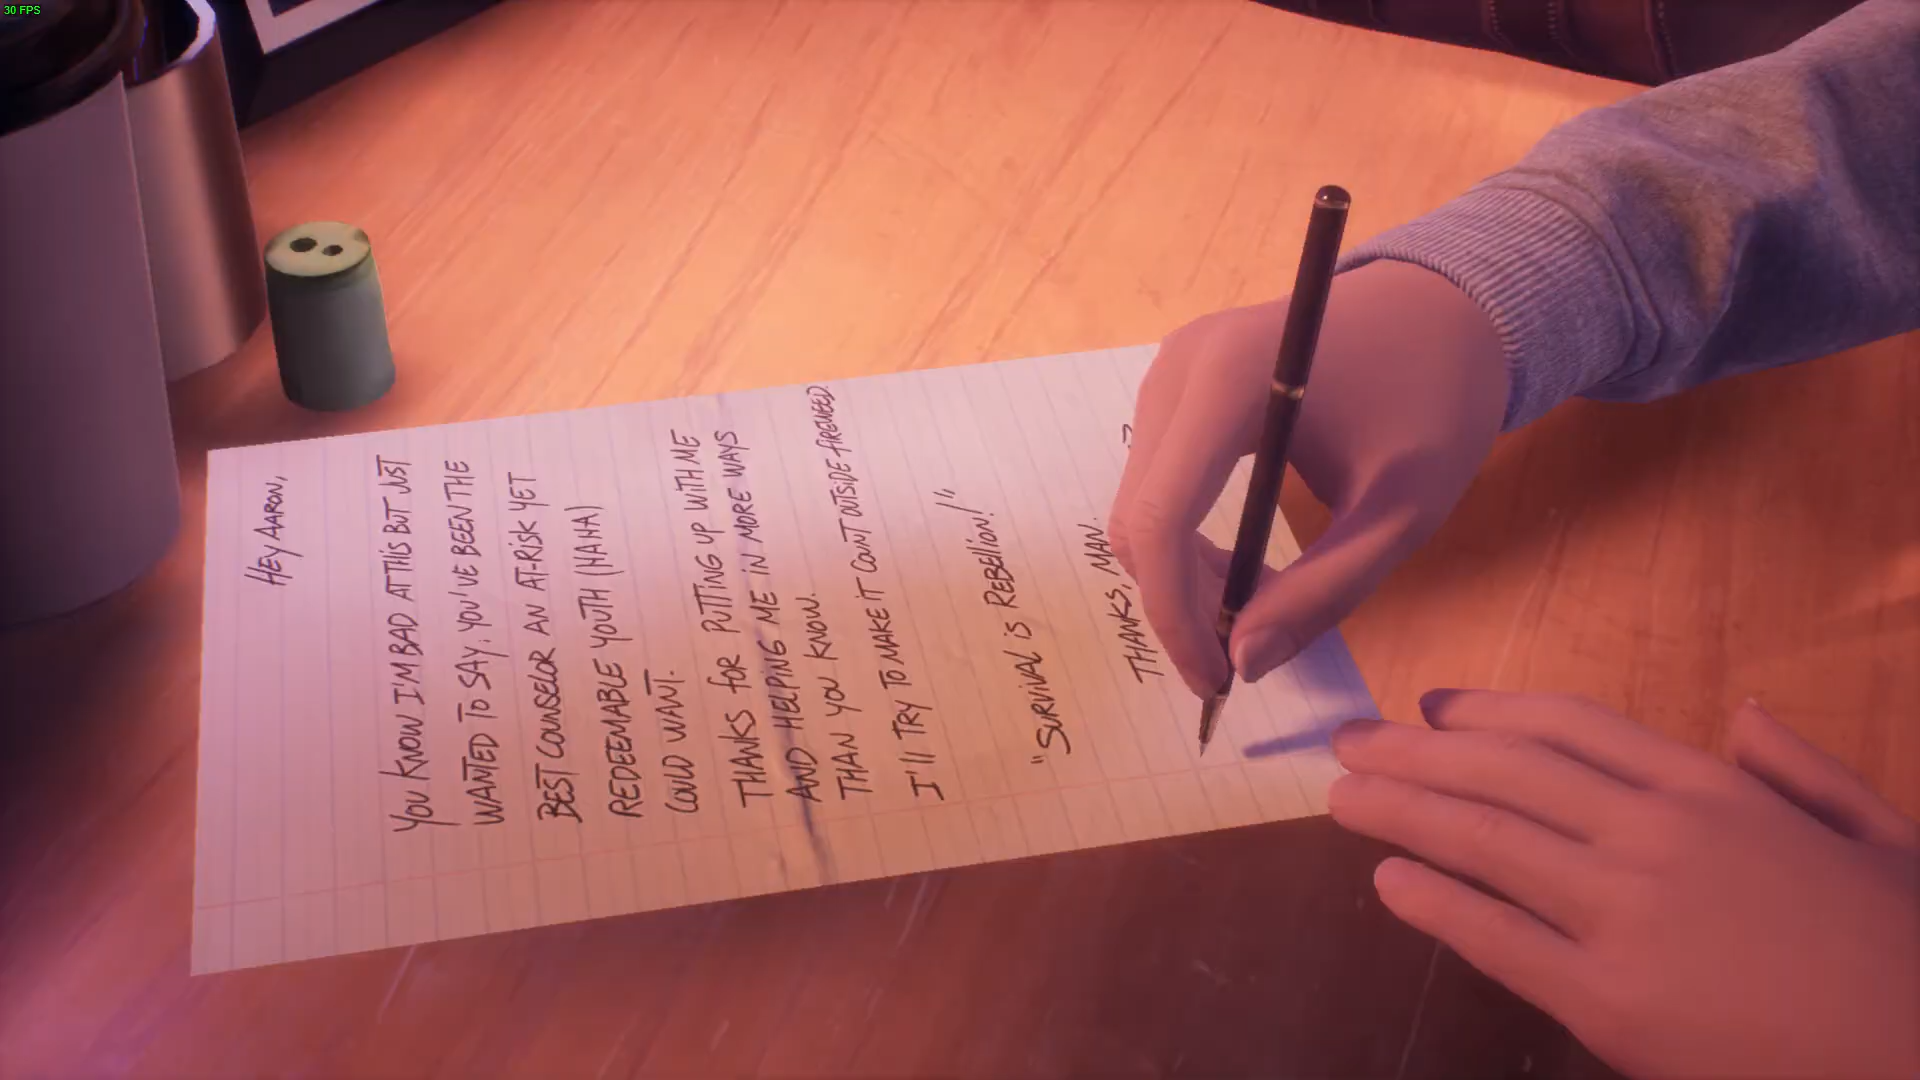 30 FPS
HEY AARON,
YOU KNOW I'M BAD AT THIS BUT JUST
WANTED TO SAY: YOU'VE BEEN THE
BEST COUNSELOR AN AT-RISK YET
REDEEMABLE YOUTH (HAHA)
COULD WANT.
THANKS FOR PUTTING UP WITH ME
AND HELPING ME IN MORE WAYS
THAN YOU KNOW.
I'll TRY TO MAKE IT COUNT OUTSIDE FIREWEED.
"SURVIVAL iS REBEllION!"
THANKS, MAN.